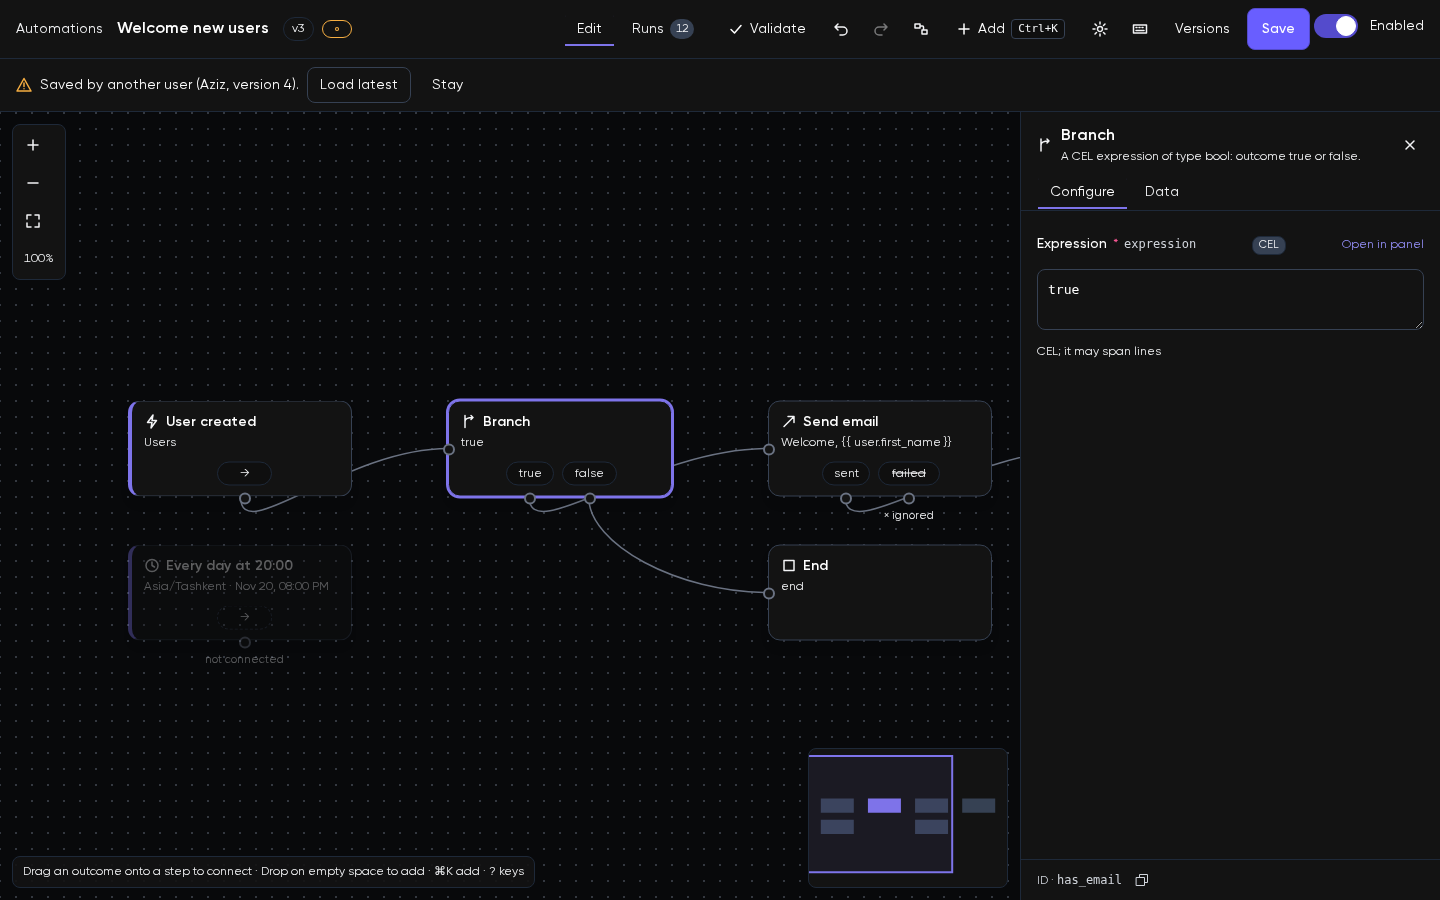 Automations Welcome new users v3 Edit Runs 12 Validate Add Ctrl+K Versions Save Enabled
Saved by another user (Aziz, version 4). Load latest Stay
100%
Branch
A CEL expression of type bool: outcome true or false.
Configure Data
Expression * expression CEL Open in panel
true
CEL; it may span lines
User created
Users
→
Branch
true
true false
Send email
Welcome, {{ user.first_name }}
sent failed
× ignored
Every day at 20:00
Asia/Tashkent · Nov 20, 08:00 PM
→
not connected
End
end
Drag an outcome onto a step to connect · Drop on empty space to add · ⌘K add · ? keys
ID · has_email